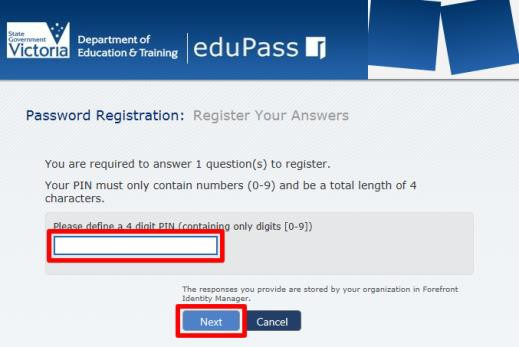 State
Government
Victoria
Department of
Education & Training
eduPass
Password Registration: Register Your Answers
You are required to answer 1 question(s) to register.
Your PIN must only contain numbers (0-9) and be a total length of 4
characters.
Please define a 4 digit PIN (containing only digits [0-9])
The responses you provide are stored by your organization in Forefront
Identity Manager.
Next Cancel